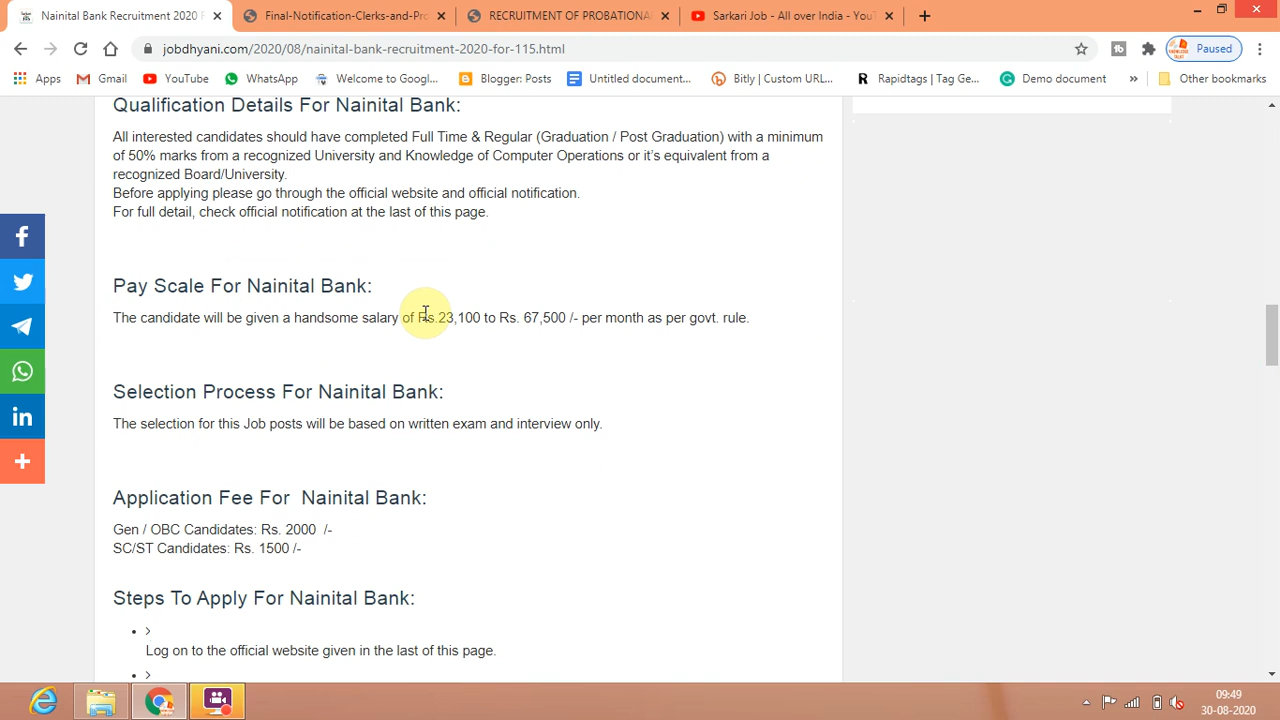 Nainital Bank Recruitment 2020 F
Final-Notification-Clerks-and-Pro
RECRUITMENT OF PROBATIONA
Sarkari Job - All over India - YouT
jobdhyani.com/2020/08/nainital-bank-recruitment-2020-for-115.html
Paused
Apps
Gmail
YouTube
WhatsApp
Welcome to Googl...
Blogger: Posts
Untitled document...
Bitly | Custom URL...
Rapidtags | Tag Ge...
Demo document
»
Other bookmarks
Qualification Details For Nainital Bank:
All interested candidates should have completed Full Time & Regular (Graduation / Post Graduation) with a minimum
of 50% marks from a recognized University and Knowledge of Computer Operations or it's equivalent from a
recognized Board/University.
Before applying please go through the official website and official notification.
For full detail, check official notification at the last of this page.
Pay Scale For Nainital Bank:
The candidate will be given a handsome salary of Rs.23,100 to Rs. 67,500 /- per month as per govt. rule.
Selection Process For Nainital Bank:
The selection for this Job posts will be based on written exam and interview only.
Application Fee For  Nainital Bank:
Gen / OBC Candidates: Rs. 2000  /-
SC/ST Candidates: Rs. 1500 /-
Steps To Apply For Nainital Bank:
Log on to the official website given in the last of this page.
09:49
30-08-2020